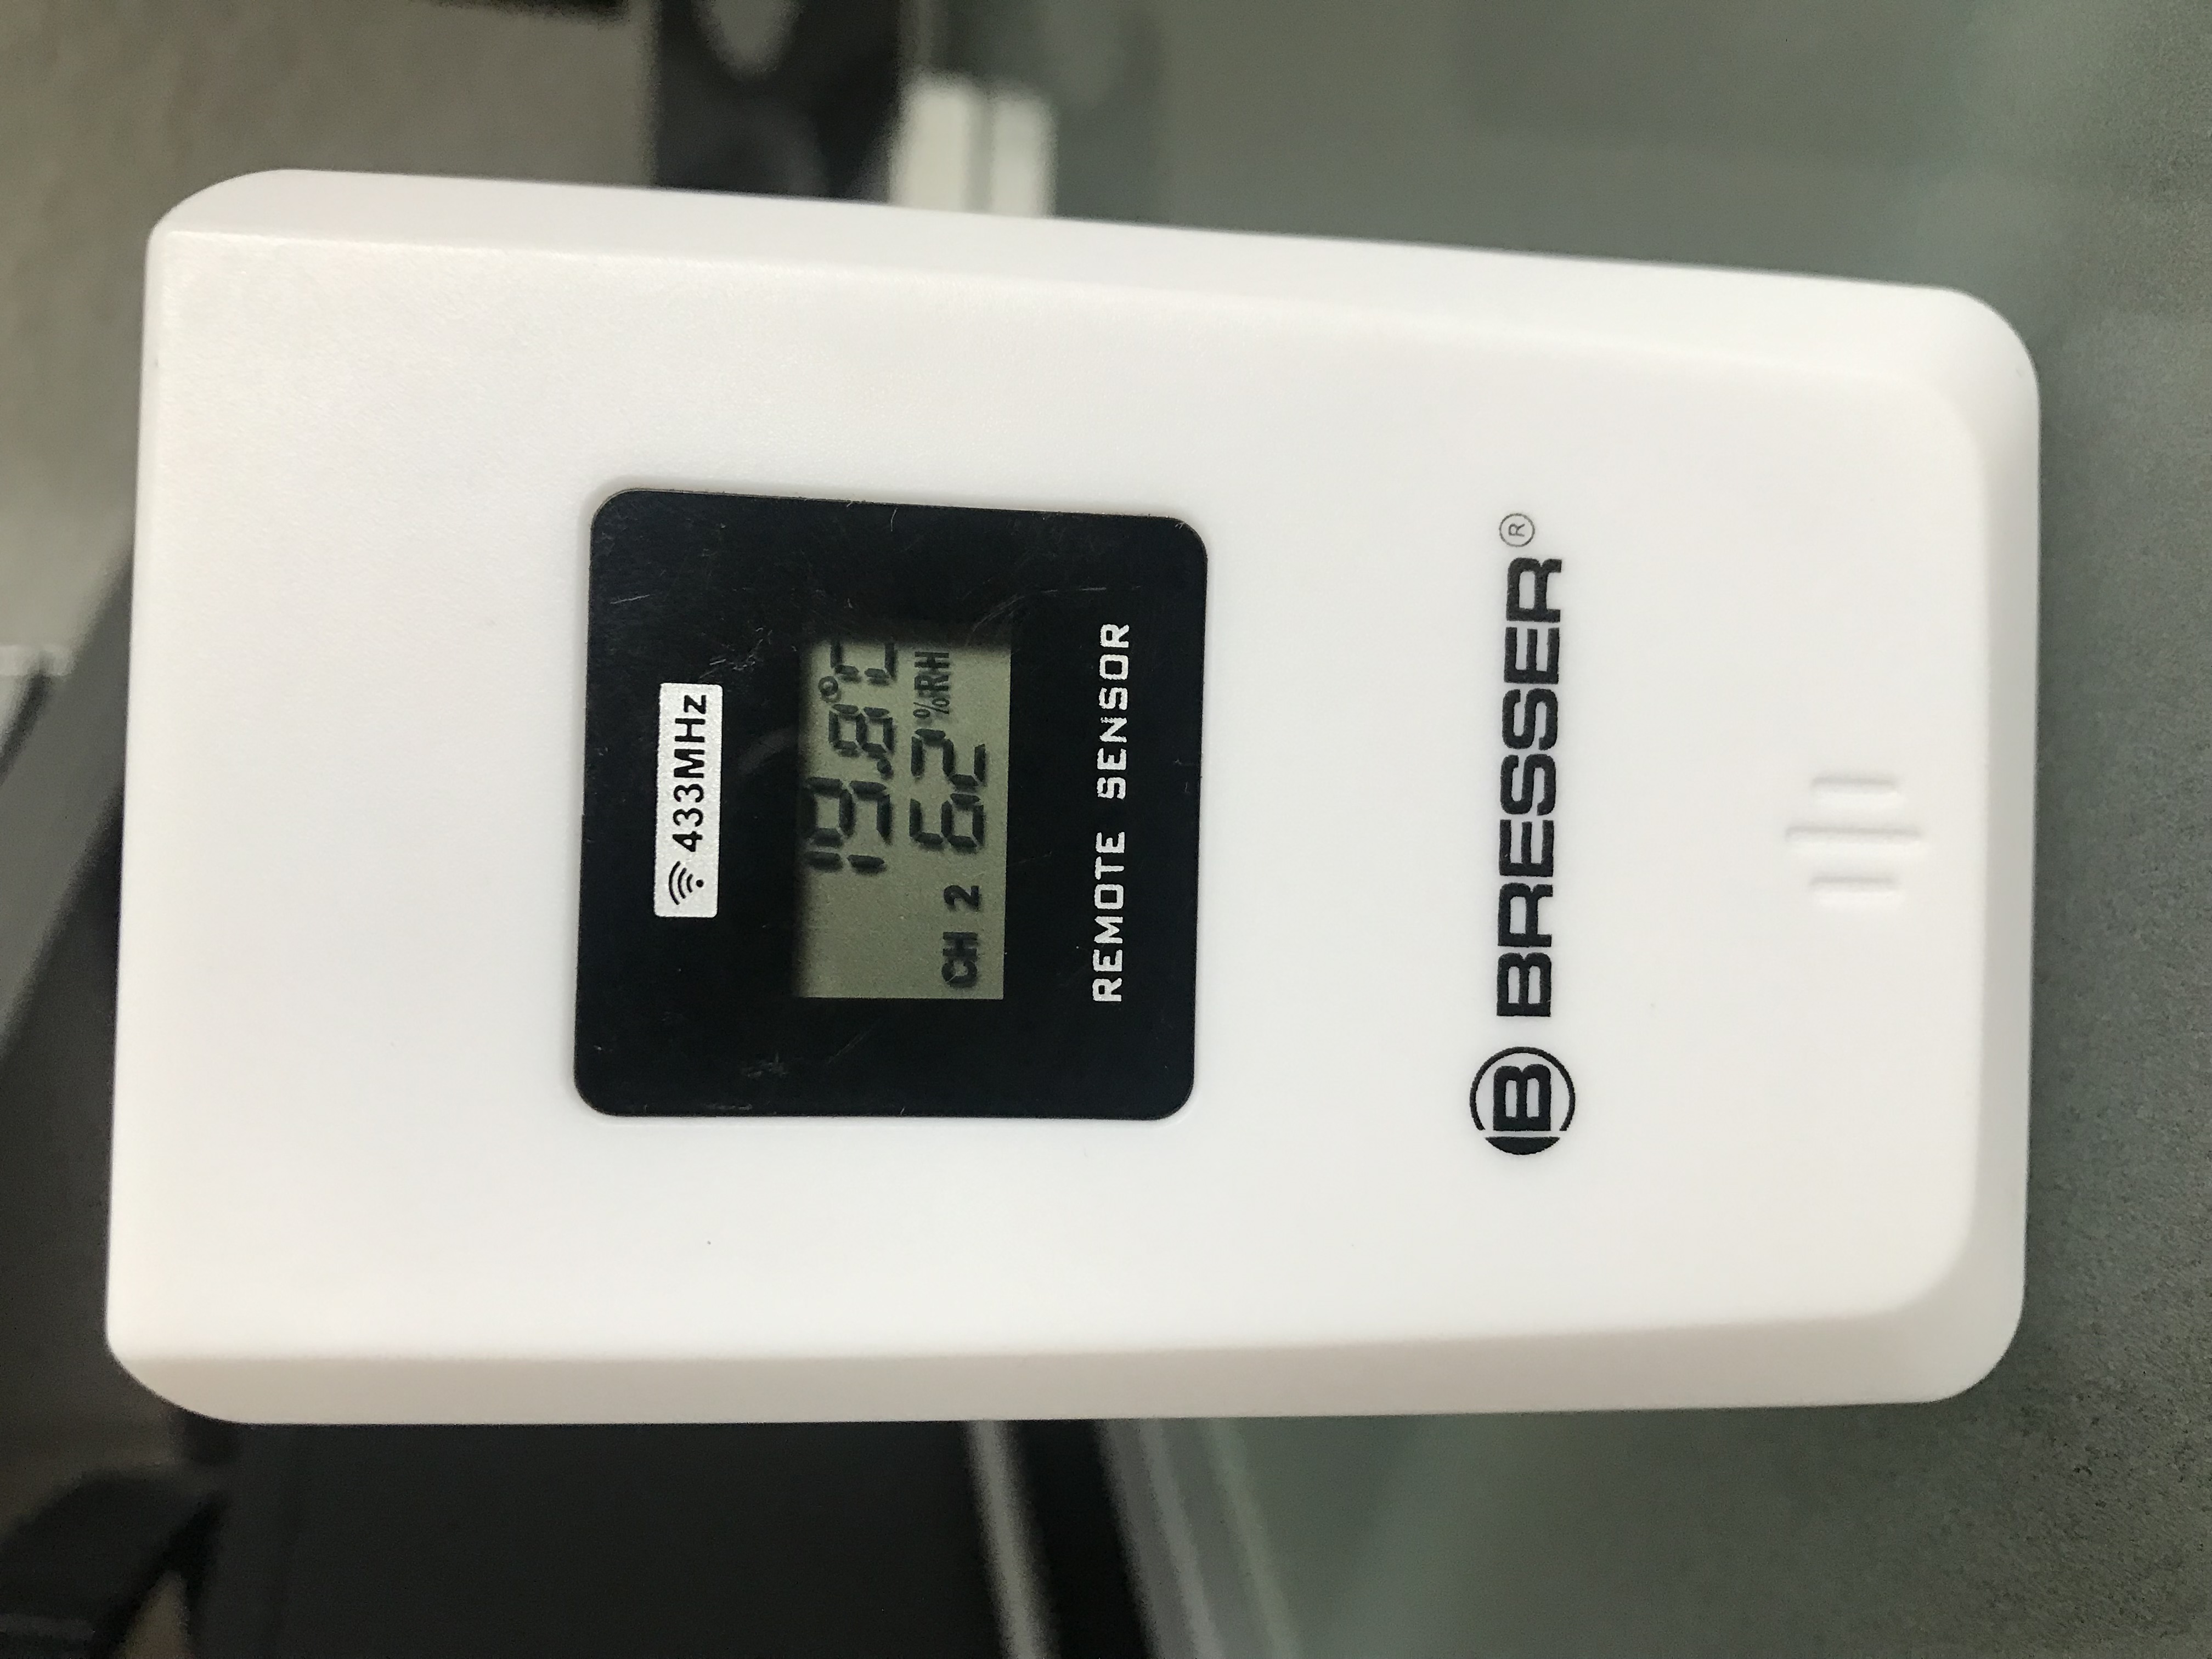 433MHz
19.8°C
CH 2 62 %RH
REMOTE SENSOR
B BRESSER®